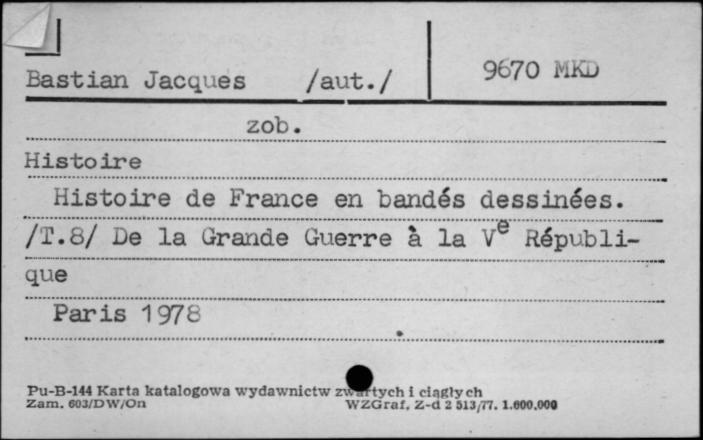 Bastian Jacques /aut./ 9670 MKD
zob.
Histoire
Histoire de France en bandés dessinées.
/T.8/ De la Grande Guerre à la Ve Républi-
que
Paris 1978
Pu-B-144 Karta katalogowa wydawnictw zwartych i ciągłych
Zam. 603/DW/On WZGraf. Z-d 2 513/77. 1.600.000